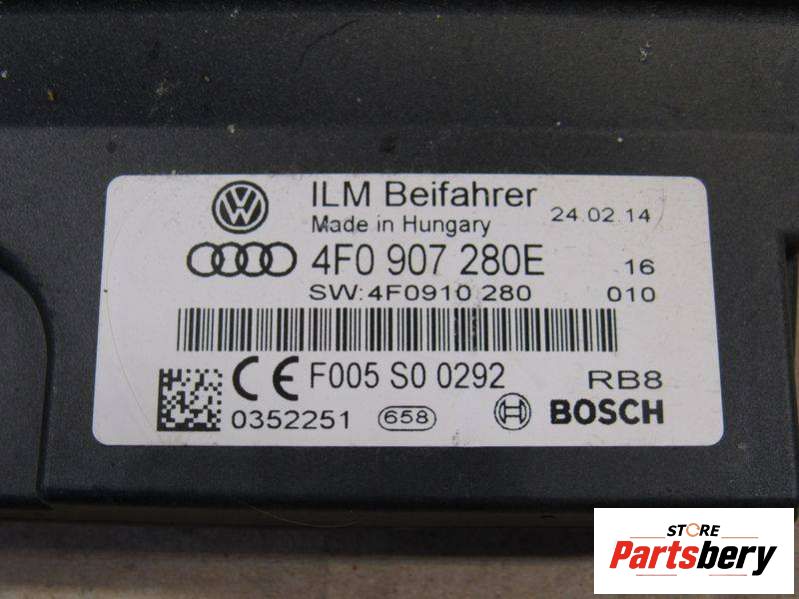 ILM Beifahrer
Made in Hungary 24.02.14
4F0 907 280E 16
SW:4F0910 280 010
CE F005 S0 0292 RB8
0352251 658 BOSCH
STORE
Partsbery